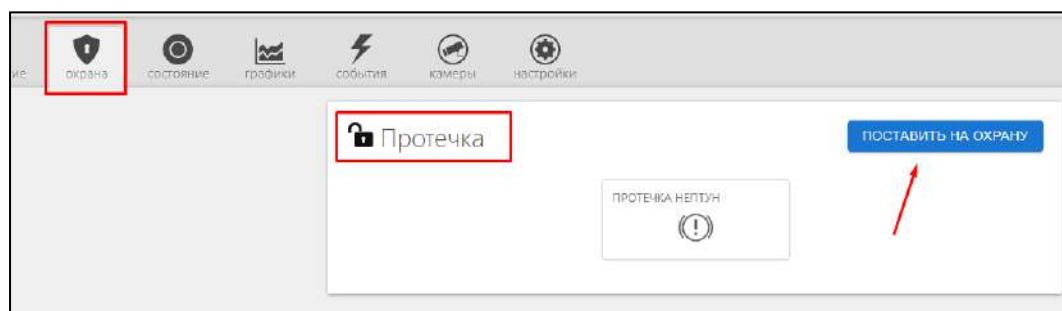 охрана состояние графики события камеры настройки
Протечка
ПОСТАВИТЬ НА ОХРАНУ
ПРОТЕЧКА НЕПТУН